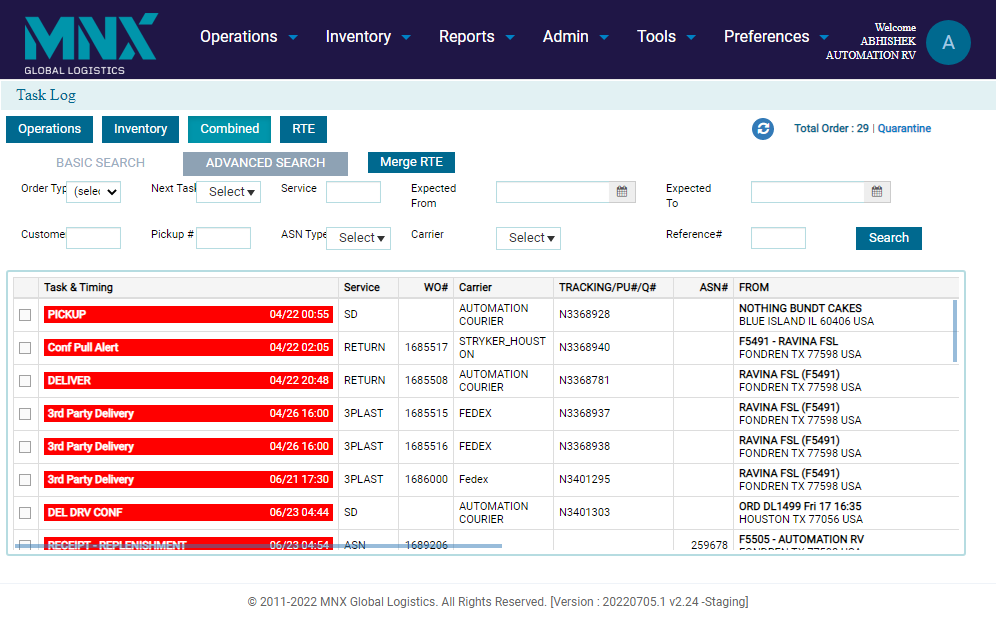 MNX
GLOBAL LOGISTICS
Operations Inventory Reports Admin Tools Preferences
Welcome
ABHISHEK
AUTOMATION RV
A
Task Log
Operations Inventory Combined RTE
Total Order : 29 | Quarantine
BASIC SEARCH ADVANCED SEARCH Merge RTE
Order Typ (selec Next Tasl Select Service Expected From Expected To
Custome Pickup # ASN Type Select Carrier Select Reference# Search
Task & Timing Service WO# Carrier TRACKING/PU#/Q# ASN# FROM
PICKUP 04/22 00:55 SD AUTOMATION COURIER N3368928 NOTHING BUNDT CAKES
BLUE ISLAND IL 60406 USA
Conf Pull Alert 04/22 02:05 RETURN 1685517 STRYKER_HOUSTON N3368940 F5491 - RAVINA FSL
FONDREN TX 77598 USA
DELIVER 04/22 20:48 RETURN 1685508 AUTOMATION COURIER N3368781 RAVINA FSL (F5491)
FONDREN TX 77598 USA
3rd Party Delivery 04/26 16:00 3PLAST 1685515 FEDEX N3368937 RAVINA FSL (F5491)
FONDREN TX 77598 USA
3rd Party Delivery 04/26 16:00 3PLAST 1685516 FEDEX N3368938 RAVINA FSL (F5491)
FONDREN TX 77598 USA
3rd Party Delivery 06/21 17:30 3PLAST 1686000 Fedex N3401295 RAVINA FSL (F5491)
FONDREN TX 77598 USA
DEL DRV CONF 06/23 04:44 SD AUTOMATION COURIER N3401303 ORD DL1499 Fri 17 16:35
HOUSTON TX 77056 USA
RECEIPT - REPLENISHMENT 06/23 04:54 ASN 1689206 259678 F5505 - AUTOMATION RV
FONDREN TX 77598 USA
© 2011-2022 MNX Global Logistics. All Rights Reserved. [Version : 20220705.1 v2.24 -Staging]